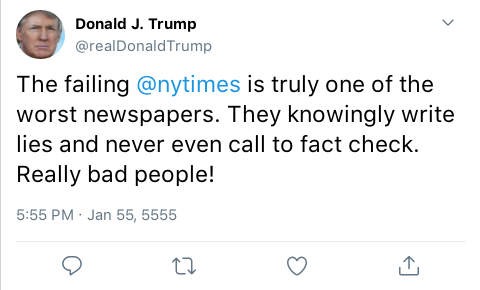 Donald J. Trump
@realDonaldTrump
The failing @nytimes is truly one of the
worst newspapers. They knowingly write
lies and never even call to fact check.
Really bad people!
5:55 PM · Jan 55, 5555